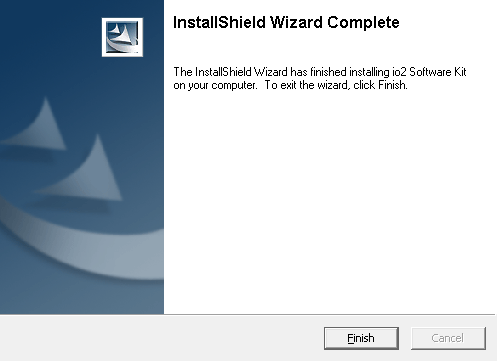 InstallShield Wizard Complete
The InstallShield Wizard has finished installing io2 Software Kit
on your computer.  To exit the wizard, click Finish.
Finish
Cancel